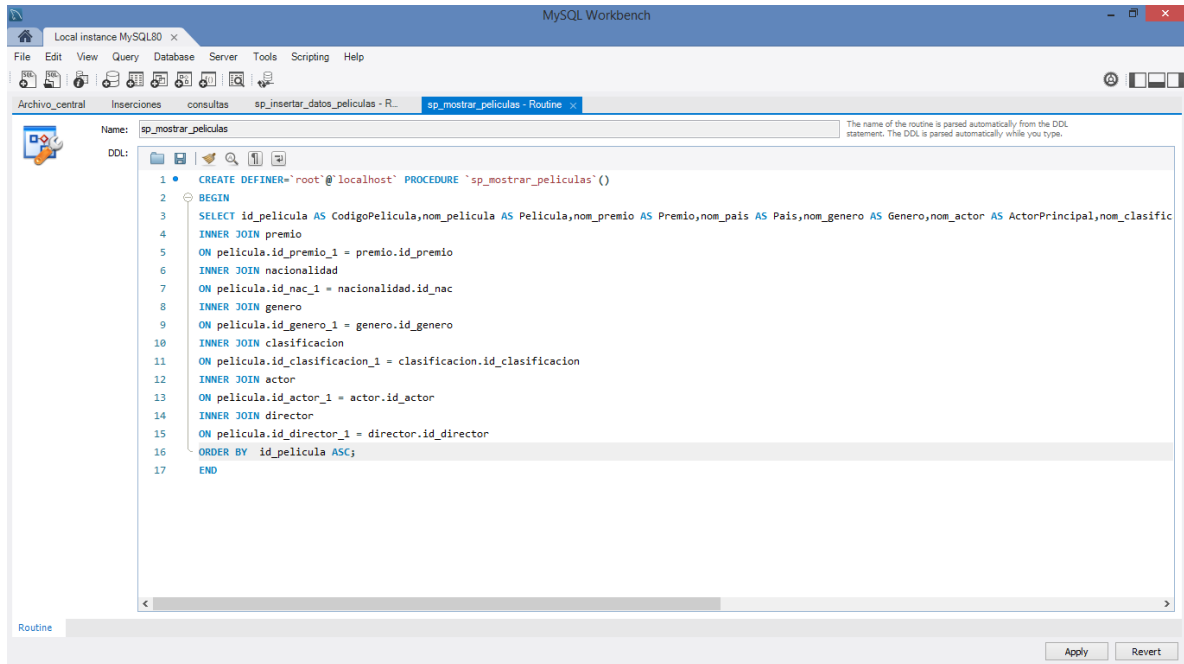 MySQL Workbench
Local instance MySQL80 ×
File Edit View Query Database Server Tools Scripting Help
Archivo_central Inserciones consultas sp_insertar_datos_peliculas - R... sp_mostrar_peliculas - Routine ×
Name: sp_mostrar_peliculas
The name of the routine is parsed automatically from the DDL
statement. The DDL is parsed automatically while you type.
DDL:
1 CREATE DEFINER=`root`@`localhost` PROCEDURE `sp_mostrar_peliculas`()
2 BEGIN
3 SELECT id_pelicula AS CodigoPelicula,nom_pelicula AS Pelicula,nom_premio AS Premio,nom_pais AS Pais,nom_genero AS Genero,nom_actor AS ActorPrincipal,nom_clasific
4 INNER JOIN premio
5 ON pelicula.id_premio_1 = premio.id_premio
6 INNER JOIN nacionalidad
7 ON pelicula.id_nac_1 = nacionalidad.id_nac
8 INNER JOIN genero
9 ON pelicula.id_genero_1 = genero.id_genero
10 INNER JOIN clasificacion
11 ON pelicula.id_clasificacion_1 = clasificacion.id_clasificacion
12 INNER JOIN actor
13 ON pelicula.id_actor_1 = actor.id_actor
14 INNER JOIN director
15 ON pelicula.id_director_1 = director.id_director
16 ORDER BY  id_pelicula ASC;
17 END
Routine
Apply Revert